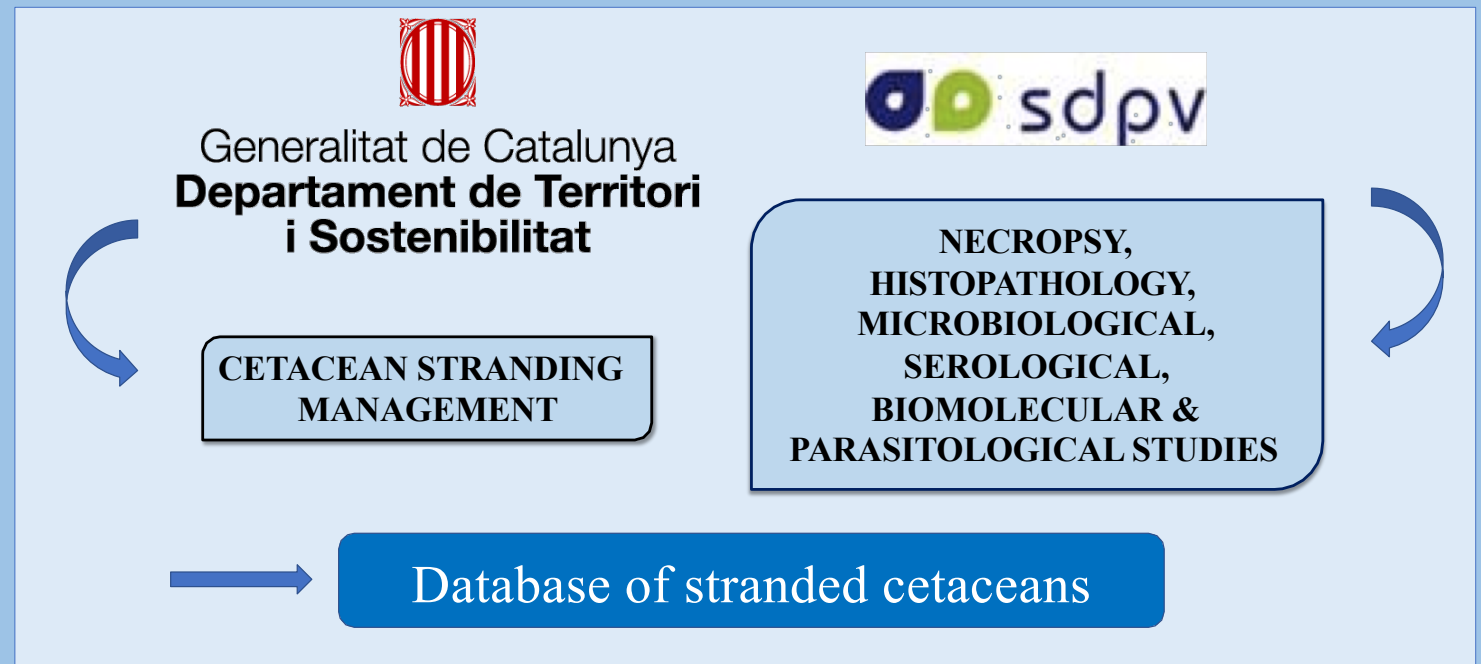 Generalitat de Catalunya
Departament de Territori
i Sostenibilitat
CETACEAN STRANDING
MANAGEMENT
sdpv
NECROPSY,
HISTOPATHOLOGY,
MICROBIOLOGICAL,
SEROLOGICAL,
BIOMOLECULAR &
PARASITOLOGICAL STUDIES
Database of stranded cetaceans